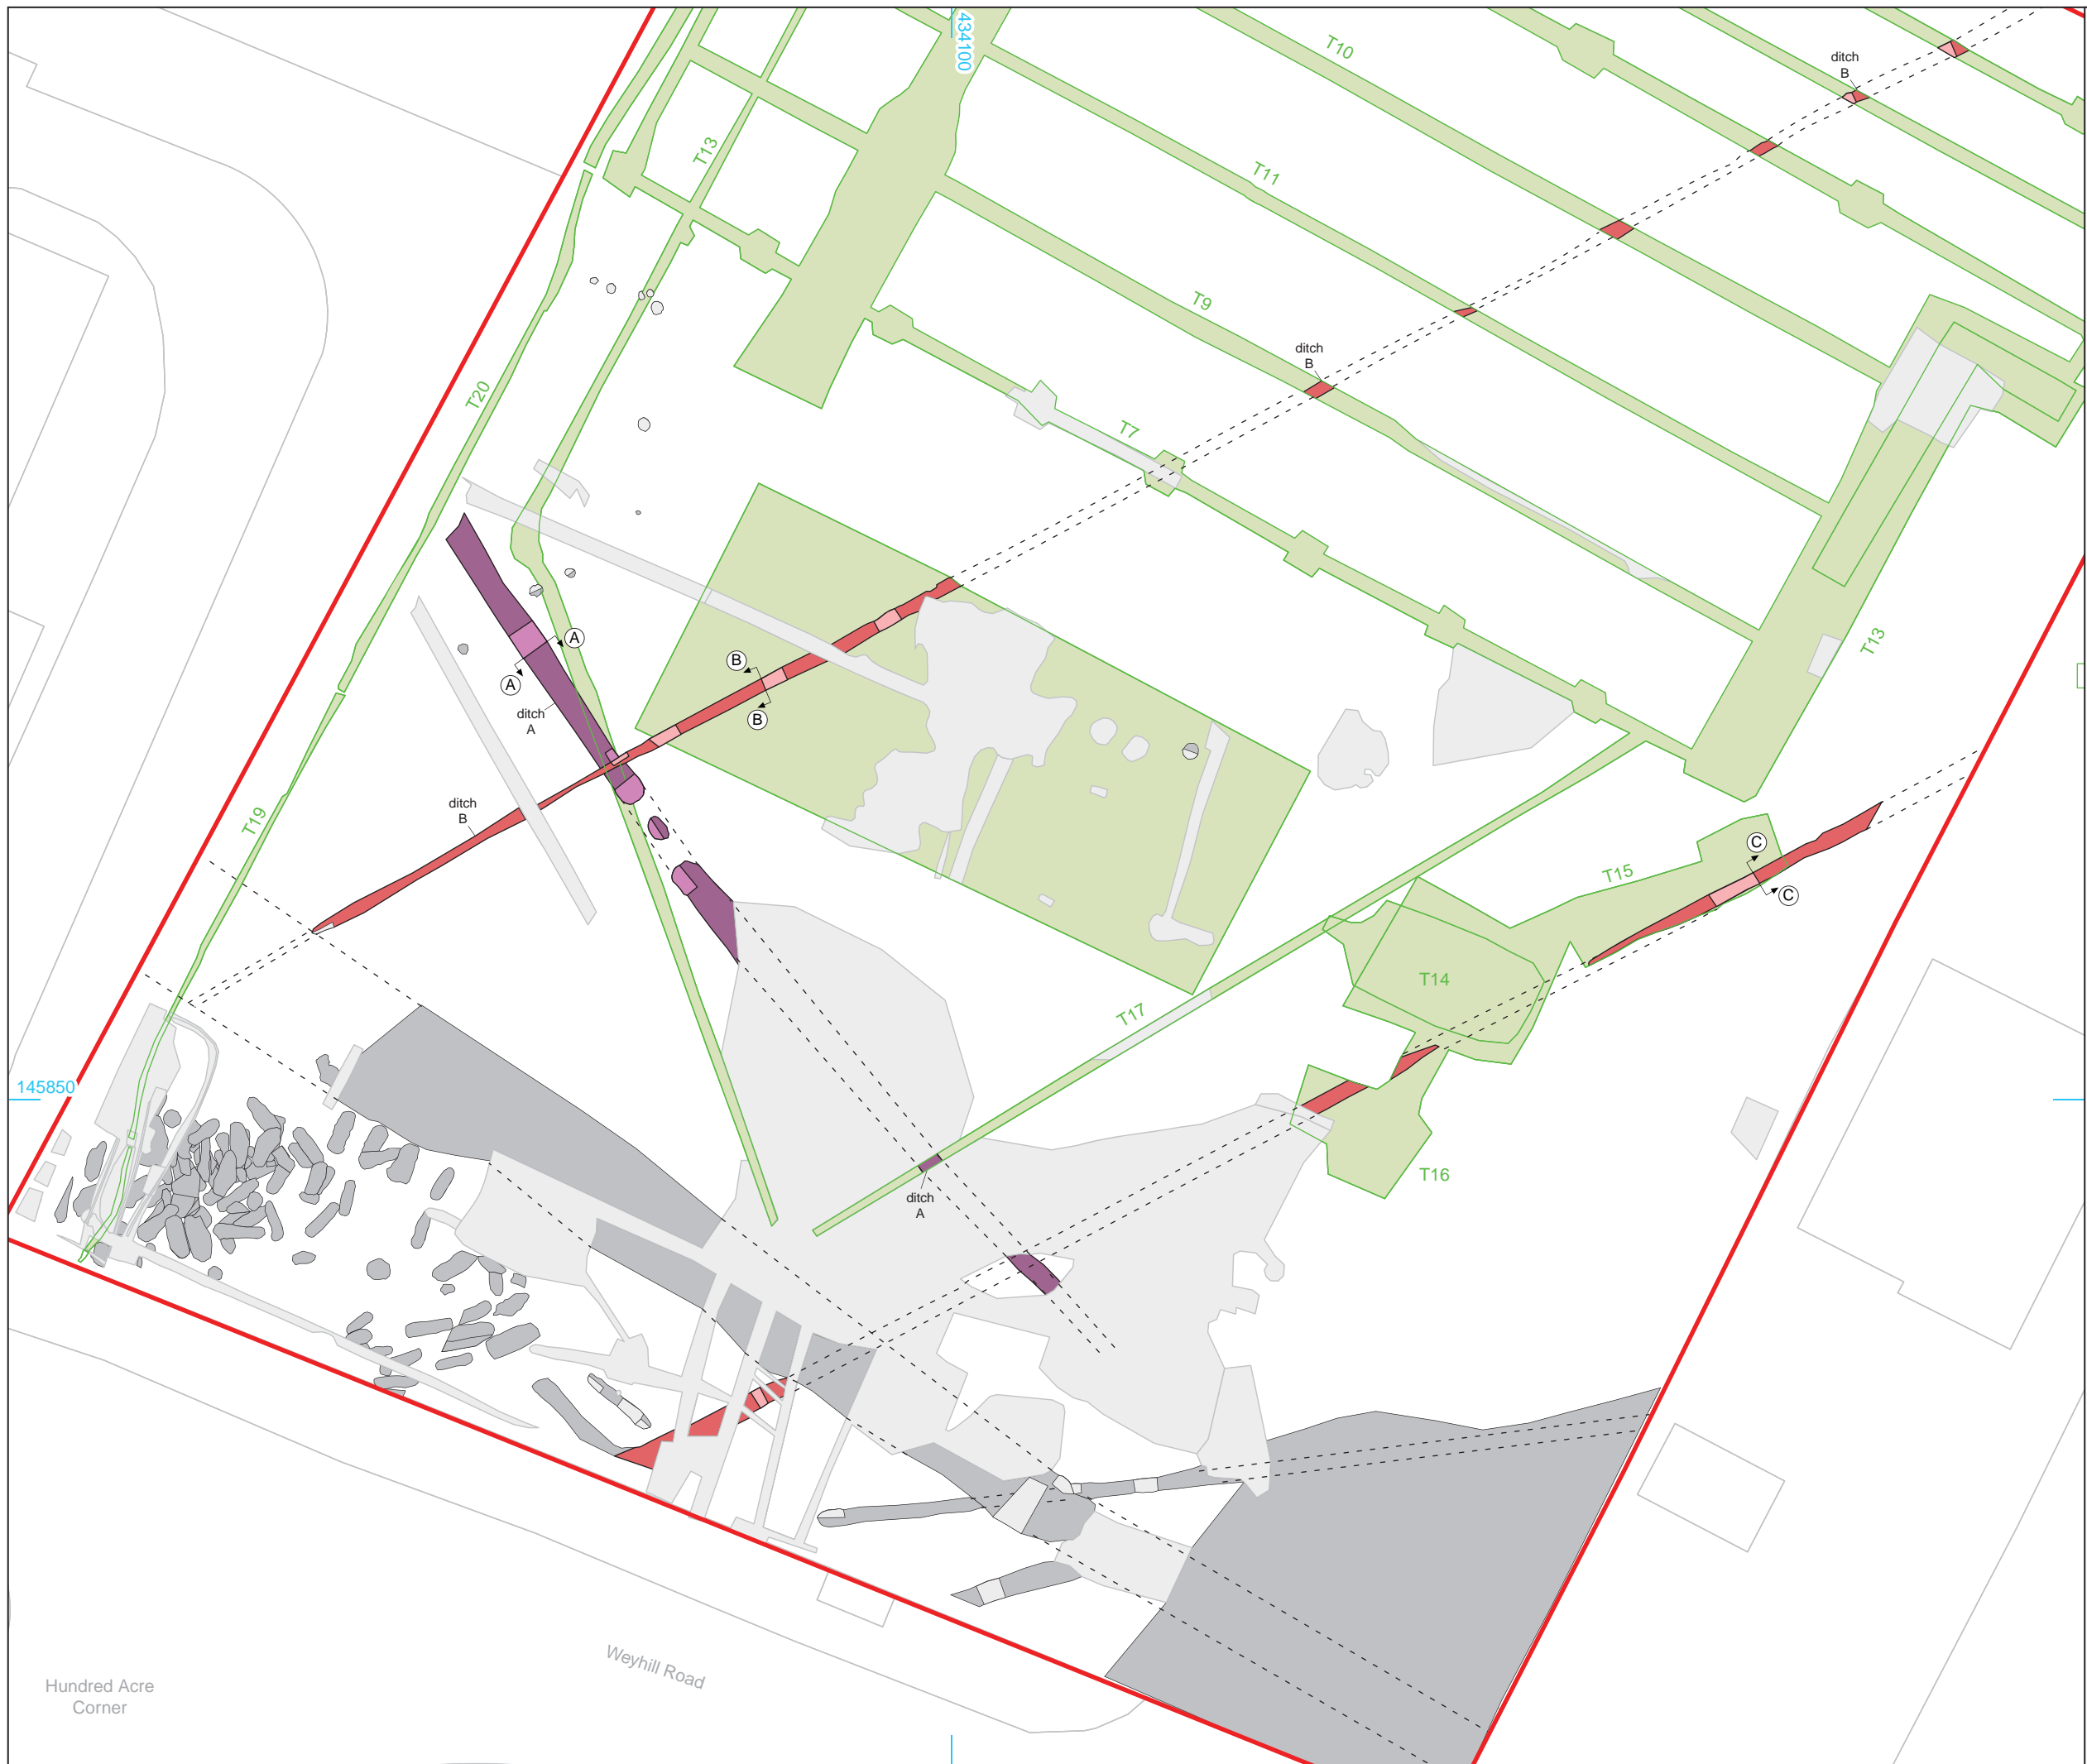 434100
T10
ditch
B
T13
T11
T9
ditch
B
T20
T7
A
T13
B
A
ditch
A
B
ditch
B
T19
C
T15
C
T14
T17
145850
T16
ditch
A
Weyhill Road
Hundred Acre
Corner